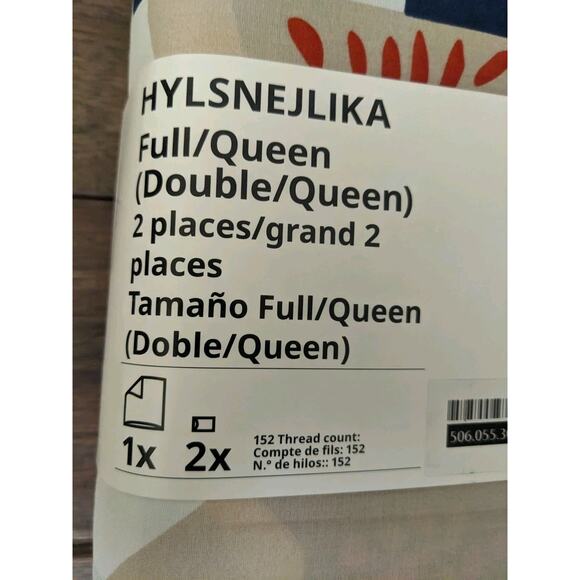 HYLSNEJLIKA
Full/Queen
(Double/Queen)
2 places/grand 2
places
Tamaño Full/Queen
(Doble/Queen)
1x 2x
152 Thread count:
Compte de fils: 152
N.º de hilos:: 152